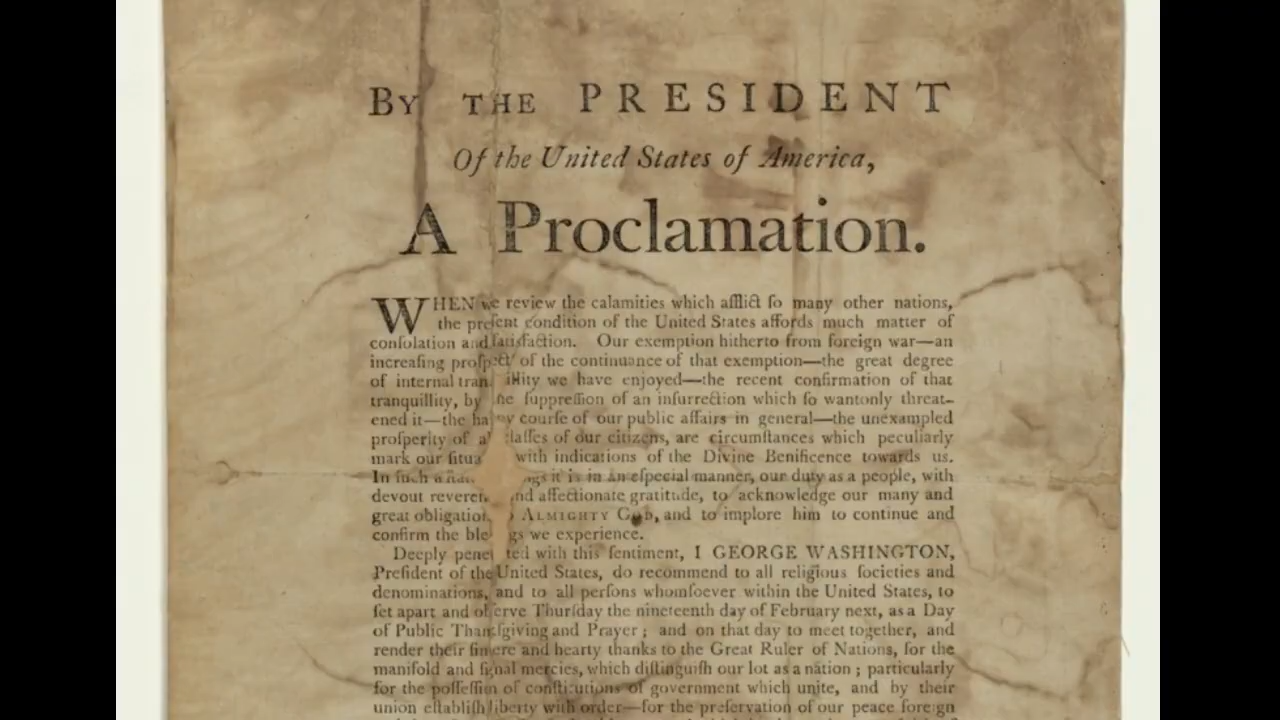 BY THE PRESIDENT
Of the United States of America,
A Proclamation.
WHEN we review the calamities which afflict ſo many other nations,
the preſent condition of the United States affords much matter of
conſolation and ſatisfaction. Our exemption hitherto from foreign war—an
increaſing proſpect of the continuance of that exemption—the great degree
of internal tranquillity we have enjoyed—the recent confirmation of that
tranquillity, by the ſuppreſſion of an inſurrection which ſo wantonly threat-
ened it—the happy courſe of our public affairs in general—the unexampled
proſperity of all claſſes of our citizens, are circumſtances which peculiarly
mark our ſitua with indications of the Divine Benificence towards us.
In ſuch a it is in an eſpecial manner, our duty as a people, with
devout reveren and affectionate gratitude, to acknowledge our many and
great obligation ALMIGHTY GOD, and to implore him to continue and
confirm the ble gs we experience.
Deeply penetrated with this ſentiment, I GEORGE WASHINGTON,
Preſident of the United States, do recommend to all religious ſocieties and
denominations, and to all perſons whomſoever within the United States, to
ſet apart and obſerve Thurſday the nineteenth day of February next, as a Day
of Public Thankſgiving and Prayer ; and on that day to meet together, and
render their ſincere and hearty thanks to the Great Ruler of Nations, for the
manifold and ſignal mercies, which diſtinguiſh our lot as a nation ; particularly
for the poſſeſſion of conſtitutions of government which unite, and by their
union eſtabliſh liberty with order—for the preſervation of our peace foreign